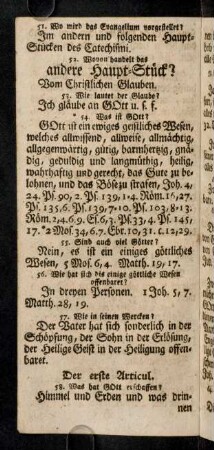 51. Wo wird das Evangelium vorgestellet?
Im andern und folgenden Haupt-
Stücken des Catechismi.
52. Wovon handelt das
andere Haupt-Stück?
Vom Christlichen Glauben.
53. Wie lautet der Glaube?
Ich gläube an GOtt u. s. f.
* 54. Was ist GOtt?
GOtt ist ein ewiges geistliches Wesen,
welches allwissend, allweise, allmächtig,
allgegenwärtig, gütig, barmherzig, gnä-
dig, geduldig und langmüthig, heilig,
wahrhaftig und gerecht, das Gute zu be-
lohnen, und das Böse zu strafen, Joh. 4,
24. Ps. 90, 2. Ps. 139, 1-4. Röm. 16, 27.
Ps. 135, 6. Ps. 139, 7-10. Ps. 103, 8-13.
Röm. 2, 4. 6. 9. Es. 6, 3. Ps. 33, 4. Ps. 145,
17. *2 Mos. 34, 6. 7. Ebr. 10, 31. c. 12, 29.
55. Sind auch viel Götter?
Nein, es ist ein einiges göttliches
Wesen, 5 Mos. 6, 4. Matth. 19, 17.
56. Wie hat sich die einige göttliche Wesen
offenbaret?
In dreyen Personen. 1 Joh. 5, 7.
Matth. 28, 19.
57. Wie in seinen Wercken?
Der Vater hat sich sonderlich in der
Schöpfung, der Sohn in der Erlösung,
der Heilige Geist in der Heiligung offen-
baret.
Der erste Articul.
58. Was hat GOtt erschaffen?
Himmel und Erden und was drin-
nen